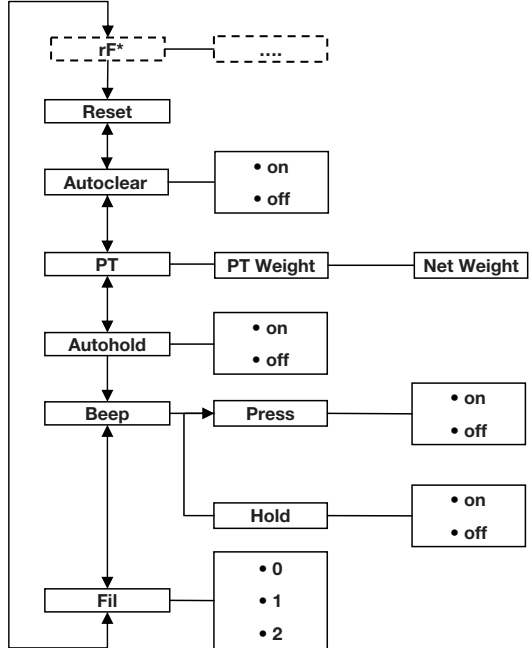 rF*
....
Reset
Autoclear
• on
• off
PT
PT Weight
Net Weight
Autohold
• on
• off
Beep
Press
• on
• off
Hold
• on
• off
Fil
• 0
• 1
• 2